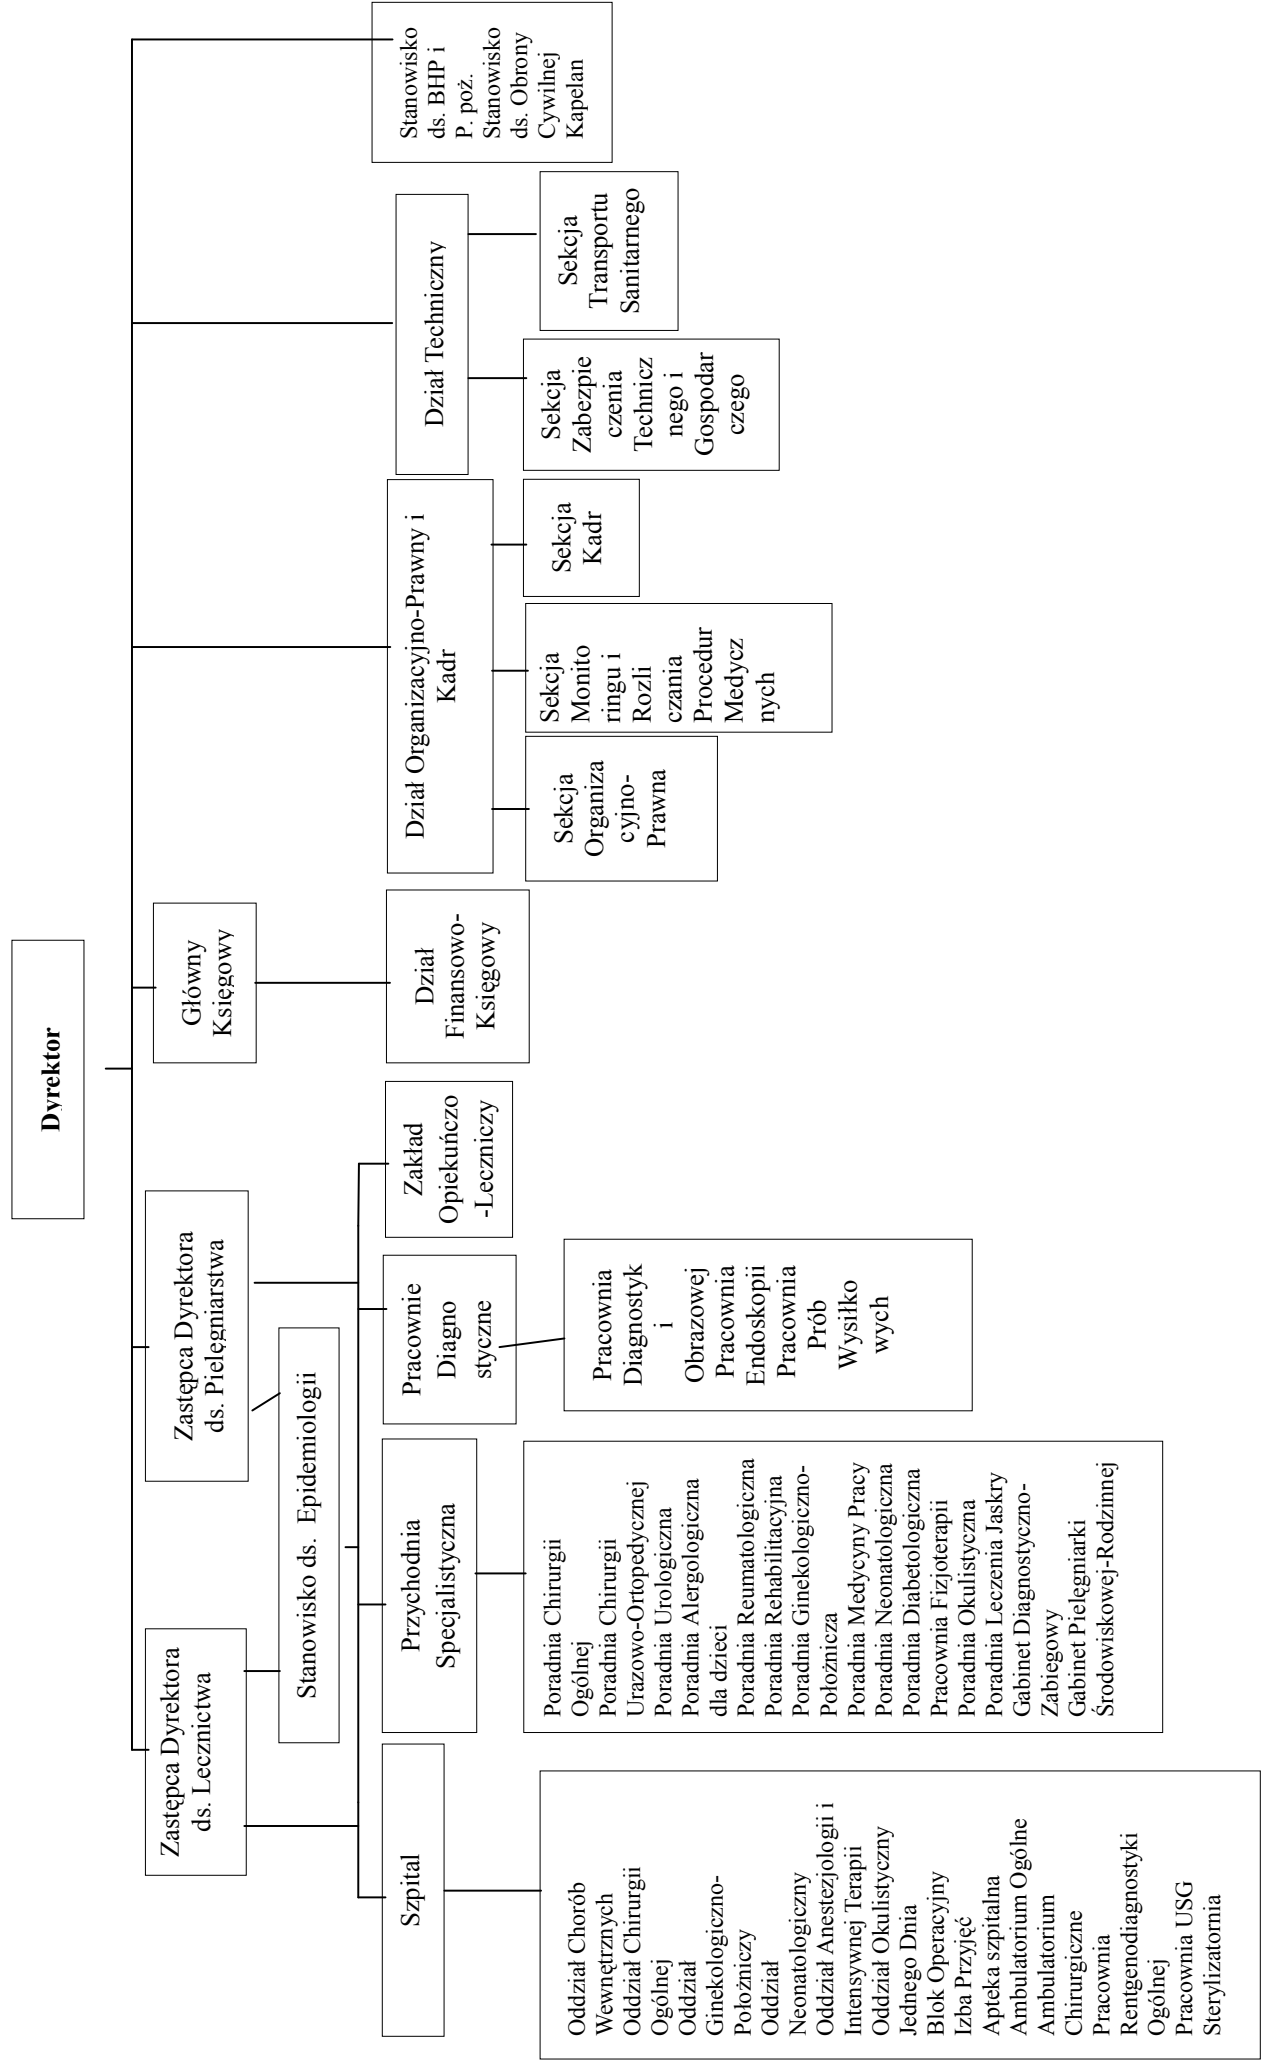 Dyrektor
Zastępca Dyrektora
ds. Lecznictwa
Zastępca Dyrektora
ds. Pielęgniarstwa
Główny
Księgowy
Stanowisko ds. Epidemiologii
Szpital
Przychodnia
Specjalistyczna
Pracownie
Diagno
styczne
Zakład
Opiekuńczo
-Leczniczy
Dział
Finansowo-
Księgowy
Dział Organizacyjno-Prawny i
Kadr
Dział Techniczny
Stanowisko
ds. BHP i
P. poż.
Stanowisko
ds. Obrony
Cywilnej
Kapelan
Oddział Chorób
Wewnętrznych
Oddział Chirurgii
Ogólnej
Oddział
Ginekologiczno-
Położniczy
Oddział
Neonatologiczny
Oddział Anestezjologii i
Intensywnej Terapii
Oddział Okulistyczny
Jednego Dnia
Blok Operacyjny
Izba Przyjęć
Apteka szpitalna
Ambulatorium Ogólne
Ambulatorium
Chirurgiczne
Pracownia
Rentgenodiagnostyki
Ogólnej
Pracownia USG
Sterylizatornia
Poradnia Chirurgii
Ogólnej
Poradnia Chirurgii
Urazowo-Ortopedycznej
Poradnia Urologiczna
Poradnia Alergologiczna
dla dzieci
Poradnia Reumatologiczna
Poradnia Rehabilitacyjna
Poradnia Ginekologiczno-
Położnicza
Poradnia Medycyny Pracy
Poradnia Neonatologiczna
Poradnia Diabetologiczna
Pracownia Fizjoterapii
Poradnia Okulistyczna
Poradnia Leczenia Jaskry
Gabinet Diagnostyczno-
Zabiegowy
Gabinet Pielęgniarki
Środowiskowej-Rodzinnej
Pracownia
Diagnostyk
i
Obrazowej
Pracownia
Endoskopii
Pracownia
Prób
Wysiłko
wych
Sekcja
Organiza
cyjno-
Prawna
Sekcja
Monito
ringu i
Rozli
czania
Procedur
Medycz
nych
Sekcja
Kadr
Sekcja
Zabezpie
czenia
Technicz
nego i
Gospodar
czego
Sekcja
Transportu
Sanitarnego